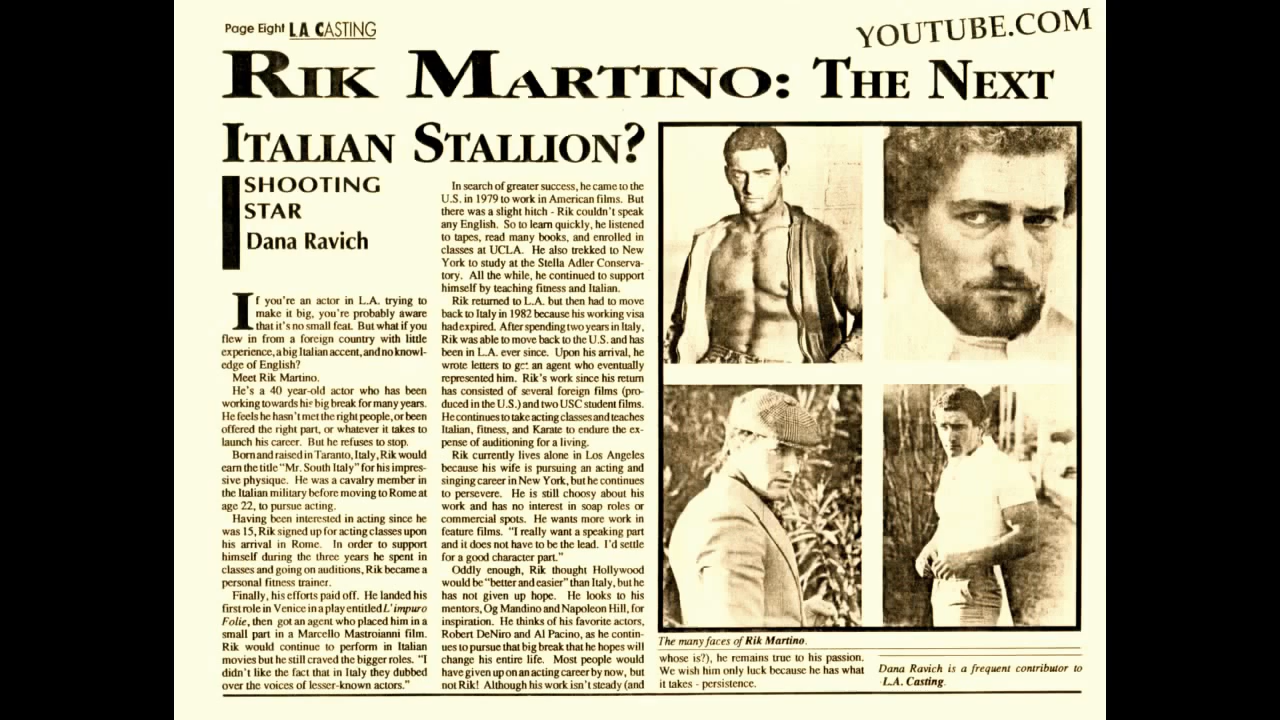 Page Eight LA CASTING
YOUTUBE.COM
RIK MARTINO: THE NEXT
ITALIAN STALLION?
SHOOTING
STAR
Dana Ravich
If you're an actor in L.A. trying to
make it big, you're probably aware
that it's no small feat. But what if you
flew in from a foreign country with little
experience, a big Italian accent, and no knowl-
edge of English?
Meet Rik Martino.
He's a 40 year-old actor who has been
working towards his big break for many years.
He feels he hasn't met the right people, or been
offered the right part, or whatever it takes to
launch his career. But he refuses to stop.
Born and raised in Taranto, Italy, Rik would
earn the title "Mr. South Italy" for his impres-
sive physique. He was a cavalry member in
the Italian military before moving to Rome at
age 22, to pursue acting.
Having been interested in acting since he
was 15, Rik signed up for acting classes upon
his arrival in Rome. In order to support
himself during the three years he spent in
classes and going on auditions, Rik became a
personal fitness trainer.
Finally, his efforts paid off. He landed his
first role in Venice in a play entitled L'impuro
Folie, then got an agent who placed him in a
small part in a Marcello Mastroianni film.
Rik would continue to perform in Italian
movies but he still craved the bigger roles. "I
didn't like the fact that in Italy they dubbed
over the voices of lesser-known actors."
In search of greater success, he came to the
U.S. in 1979 to work in American films. But
there was a slight hitch - Rik couldn't speak
any English. So to learn quickly, he listened
to tapes, read many books, and enrolled in
classes at UCLA. He also trekked to New
York to study at the Stella Adler Conserva-
tory. All the while, he continued to support
himself by teaching fitness and Italian.
Rik returned to L.A. but then had to move
back to Italy in 1982 because his working visa
had expired. After spending two years in Italy,
Rik was able to move back to the U.S. and has
been in L.A. ever since. Upon his arrival, he
wrote letters to get an agent who eventually
represented him. Rik's work since his return
has consisted of several foreign films (pro-
duced in the U.S.) and two USC student films.
He continues to take acting classes and teaches
Italian, fitness, and Karate to endure the ex-
pense of auditioning for a living.
Rik currently lives alone in Los Angeles
because his wife is pursuing an acting and
singing career in New York, but he continues
to persevere. He is still choosy about his
work and has no interest in soap roles or
commercial spots. He wants more work in
feature films. "I really want a speaking part
and it does not have to be the lead. I'd settle
for a good character part."
Oddly enough, Rik thought Hollywood
would be "better and easier" than Italy, but he
has not given up hope. He looks to his
mentors, Og Mandino and Napoleon Hill, for
inspiration. He thinks of his favorite actors,
Robert DeNiro and Al Pacino, as he contin-
ues to pursue that big break that he hopes will
change his entire life. Most people would
have given up on an acting career by now, but
not Rik! Although his work isn't steady (and
The many faces of Rik Martino.
whose is?), he remains true to his passion.
We wish him only luck because he has what
it takes - persistence.
Dana Ravich is a frequent contributor to
L.A. Casting.